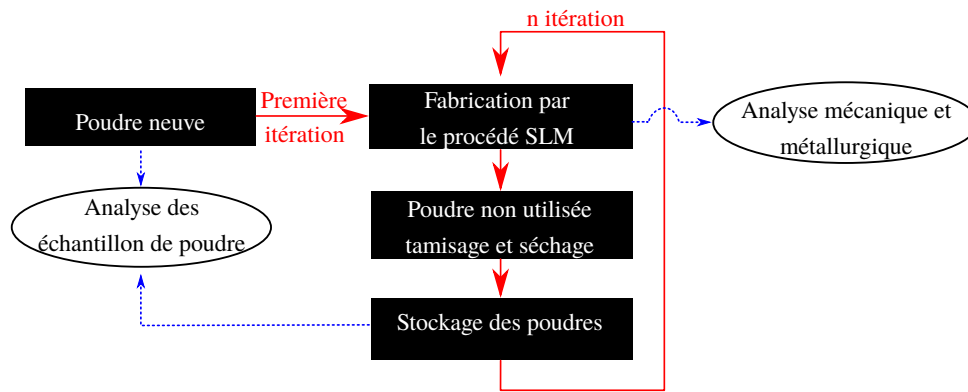 n itération
Première
itération
Poudre neuve
Fabrication par
le procédé SLM
Analyse mécanique et
métallurgique
Poudre non utilisée
tamisage et séchage
Analyse des
échantillon de poudre
Stockage des poudres